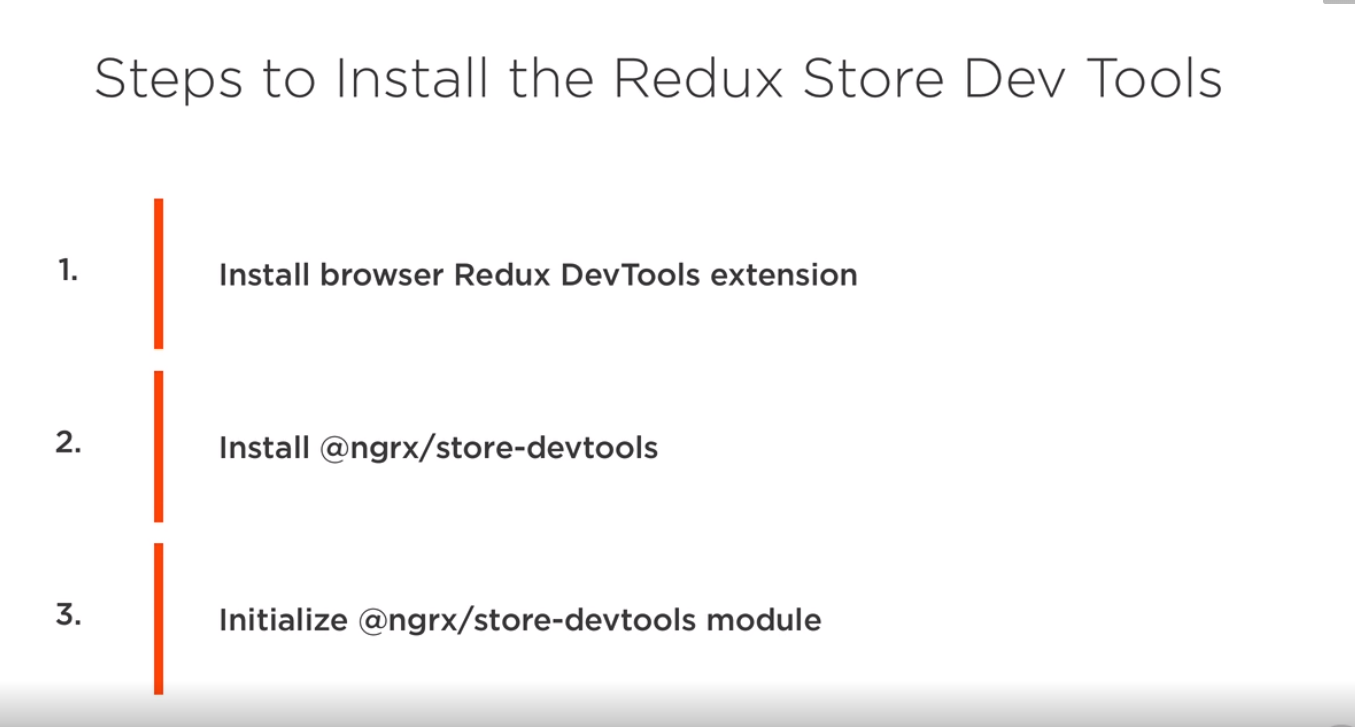 Steps to Install the Redux Store Dev Tools
1. Install browser Redux DevTools extension
2. Install @ngrx/store-devtools
3. Initialize @ngrx/store-devtools module